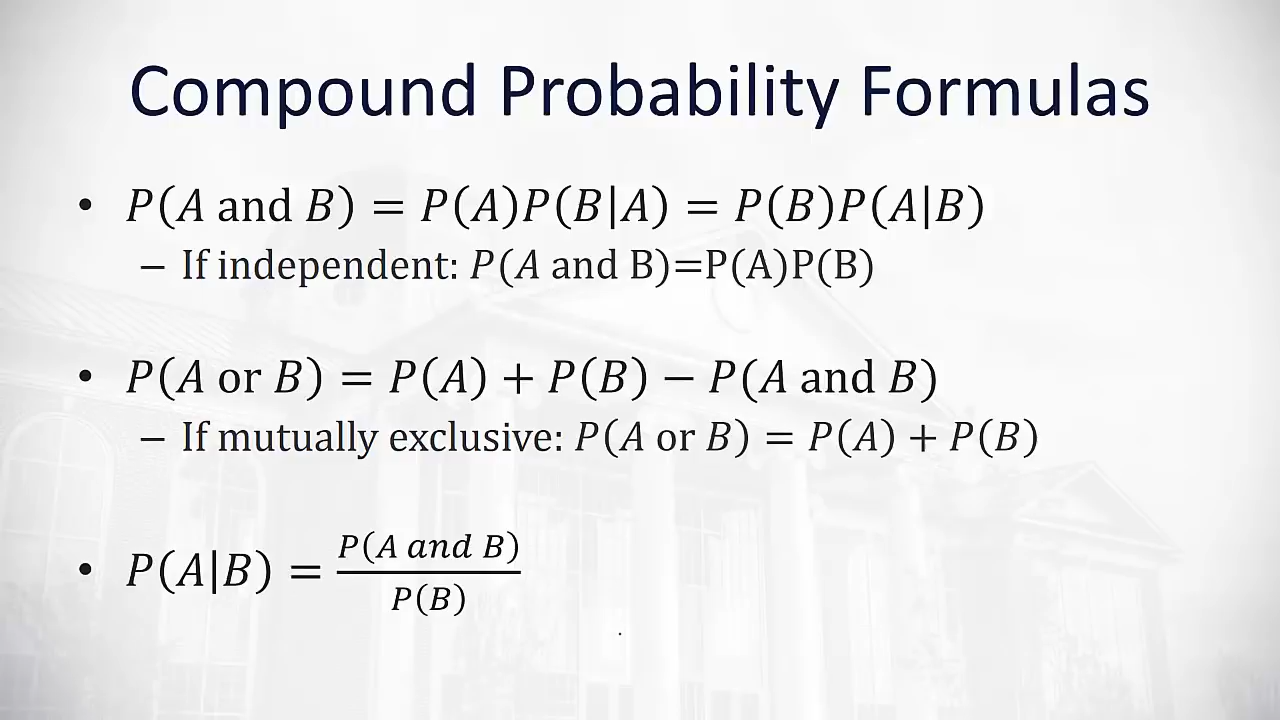 Compound Probability Formulas
• P(A and B) = P(A)P(B|A) = P(B)P(A|B)
– If independent: P(A and B)=P(A)P(B)
• P(A or B) = P(A) + P(B) − P(A and B)
– If mutually exclusive: P(A or B) = P(A) + P(B)
• P(A|B) = P(A and B) / P(B)